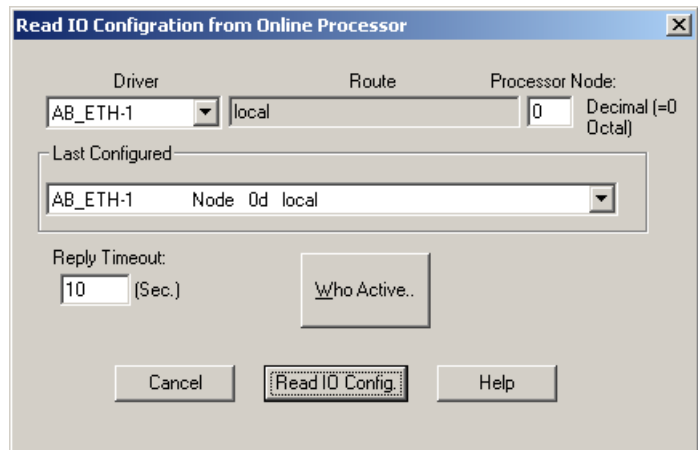 Read IO Configration from Online Processor
Driver Route Processor Node:
AB_ETH-1 local 0 Decimal (=0
Octal)
Last Configured
AB_ETH-1 Node 0d local
Reply Timeout:
10 (Sec.) Who Active..
Cancel Read IO Config. Help